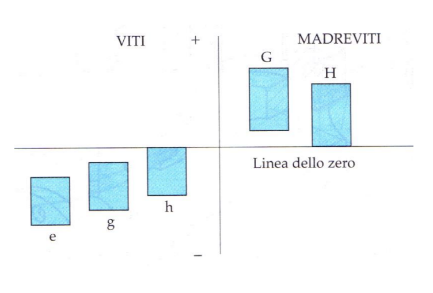 VITI + MADREVITI
G
H
Linea dello zero
h
g
e
–